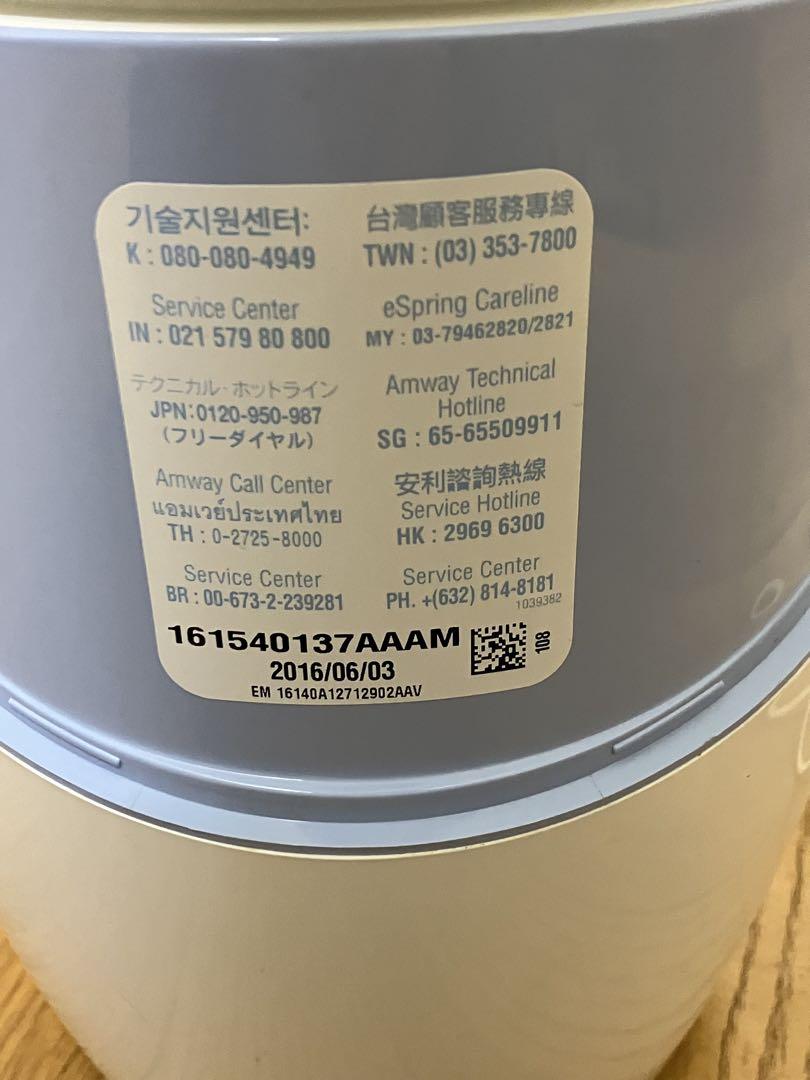 기술지원센터:
K : 080-080-4949
Service Center
IN : 021 579 80 800
テクニカル・ホットライン
JPN:0120-950-987
(フリーダイヤル)
Amway Call Center
แอมเวย์ประเทศไทย
TH : 0-2725-8000
Service Center
BR : 00-673-2-239281
台灣顧客服務專線
TWN : (03) 353-7800
eSpring Careline
MY : 03-79462820/2821
Amway Technical
Hotline
SG : 65-65509911
安利諮詢熱線
Service Hotline
HK : 2969 6300
Service Center
PH. +(632) 814-8181
1039382
161540137AAAM
2016/06/03
EM 16140A12712902AAV
108